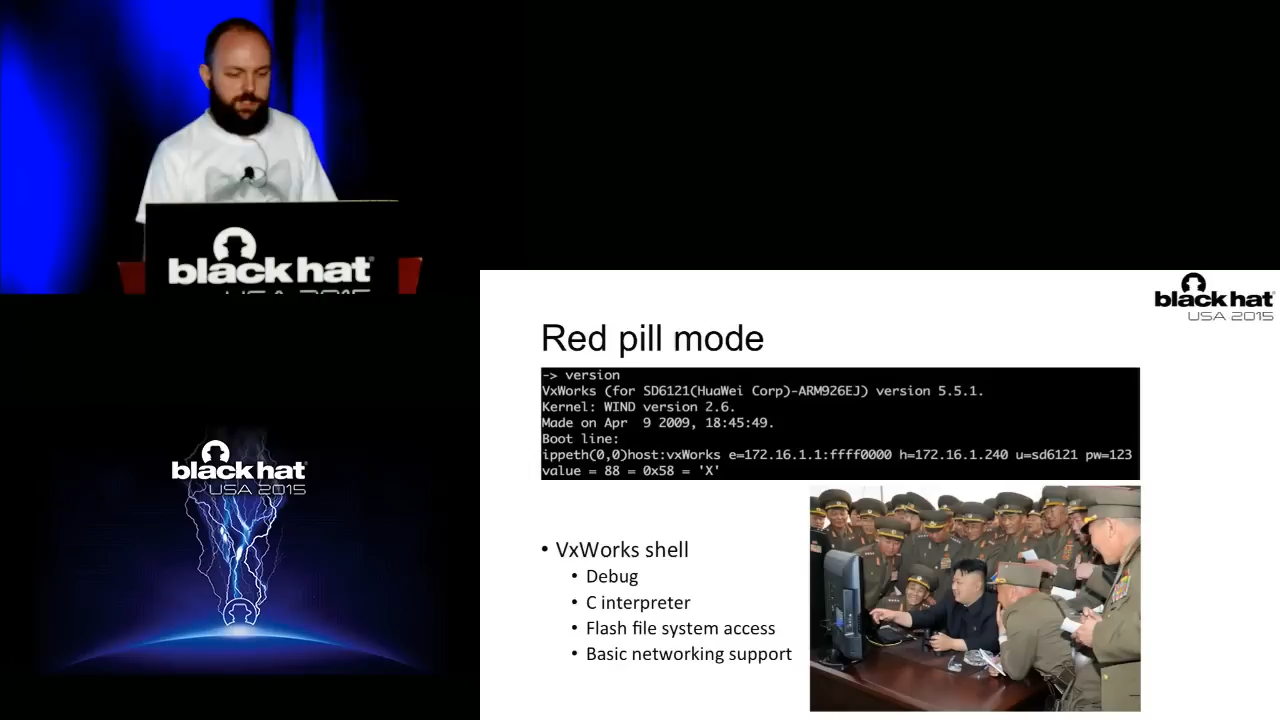 black hat
USA 2015
black hat
USA 2015
black hat
USA 2015
Red pill mode
-> version
VxWorks (for SD6121(HuaWei Corp)-ARM926EJ) version 5.5.1.
Kernel: WIND version 2.6.
Made on Apr  9 2009, 18:45:49.
Boot line:
ippeth(0,0)host:vxWorks e=172.16.1.1:ffff0000 h=172.16.1.240 u=sd6121 pw=123
value = 88 = 0x58 = 'X'
• VxWorks shell
• Debug
• C interpreter
• Flash file system access
• Basic networking support